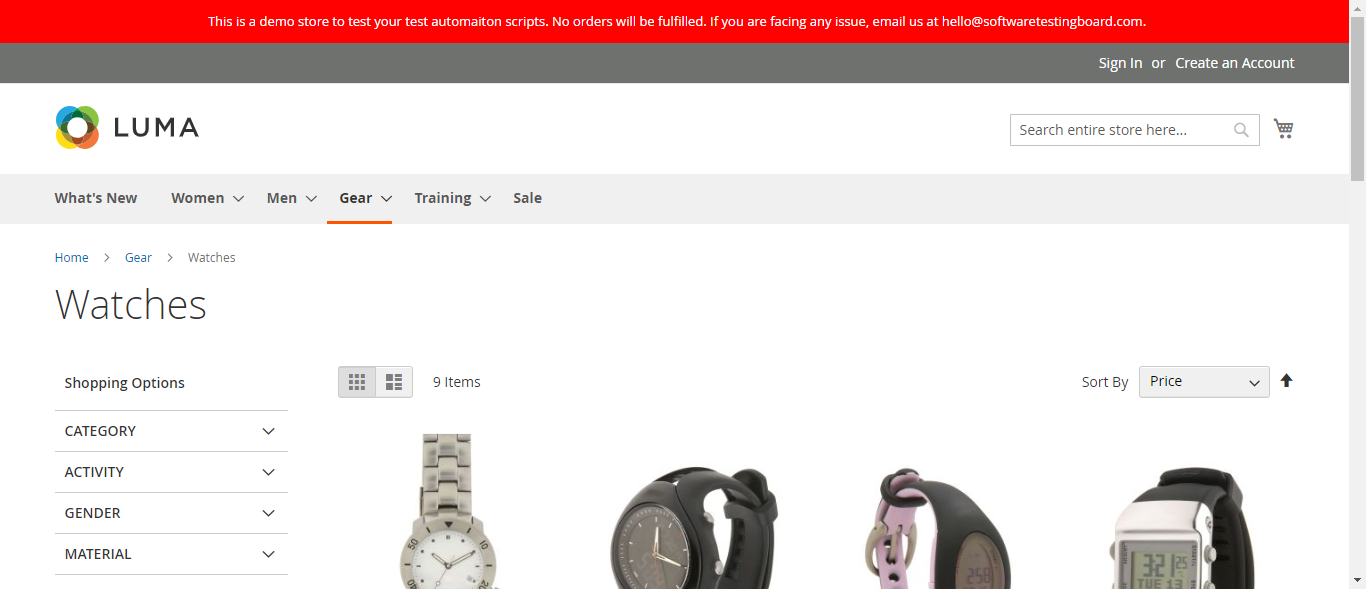 This is a demo store to test your test automaiton scripts. No orders will be fulfilled. If you are facing any issue, email us at hello@softwaretestingboard.com.
Sign In or Create an Account
LUMA
Search entire store here...
What's New Women Men Gear Training Sale
Home > Gear > Watches
Watches
Shopping Options
9 Items
Sort By Price
CATEGORY
ACTIVITY
GENDER
MATERIAL